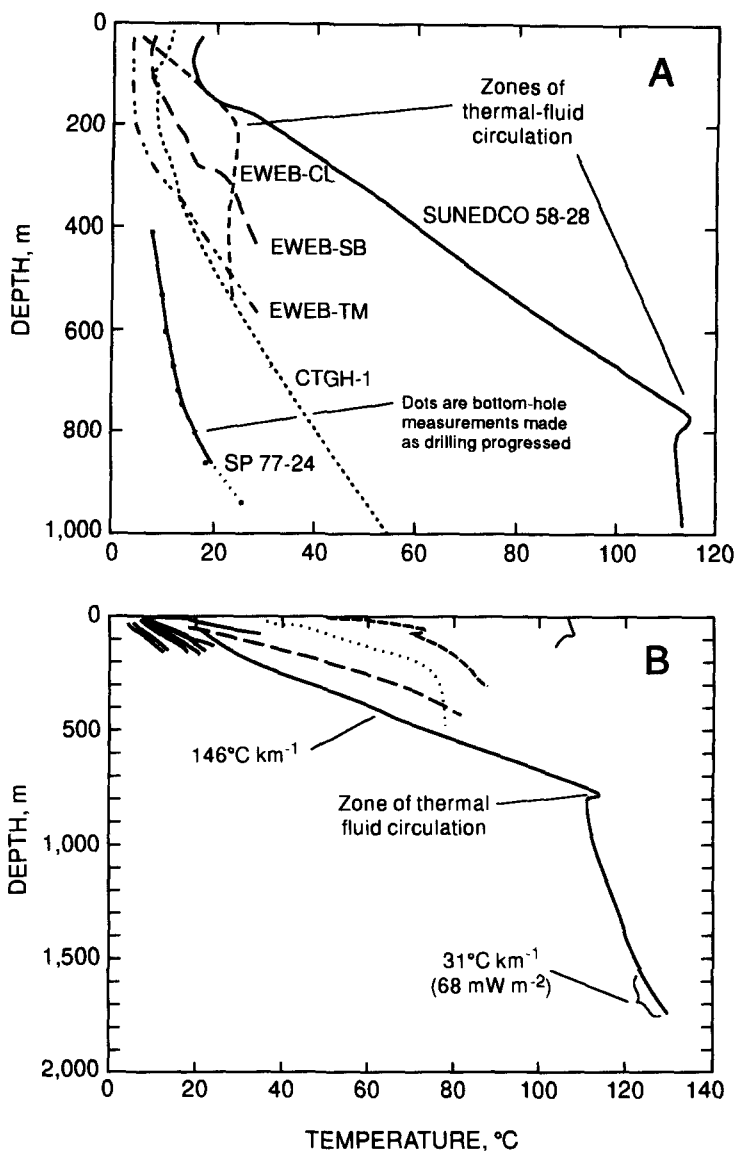 0
200
400
600
800
1,000
DEPTH, m
A
Zones of
thermal-fluid
circulation
EWEB-CL
SUNEDCO 58-28
EWEB-SB
EWEB-TM
CTGH-1
Dots are bottom-hole
measurements made
as drilling progressed
SP 77-24
0
20
40
60
80
100
120
0
500
1,000
1,500
2,000
DEPTH, m
B
146°C km-1
Zone of thermal
fluid circulation
31°C km-1
(68 mW m-2)
0
20
40
60
80
100
120
140
TEMPERATURE, °C